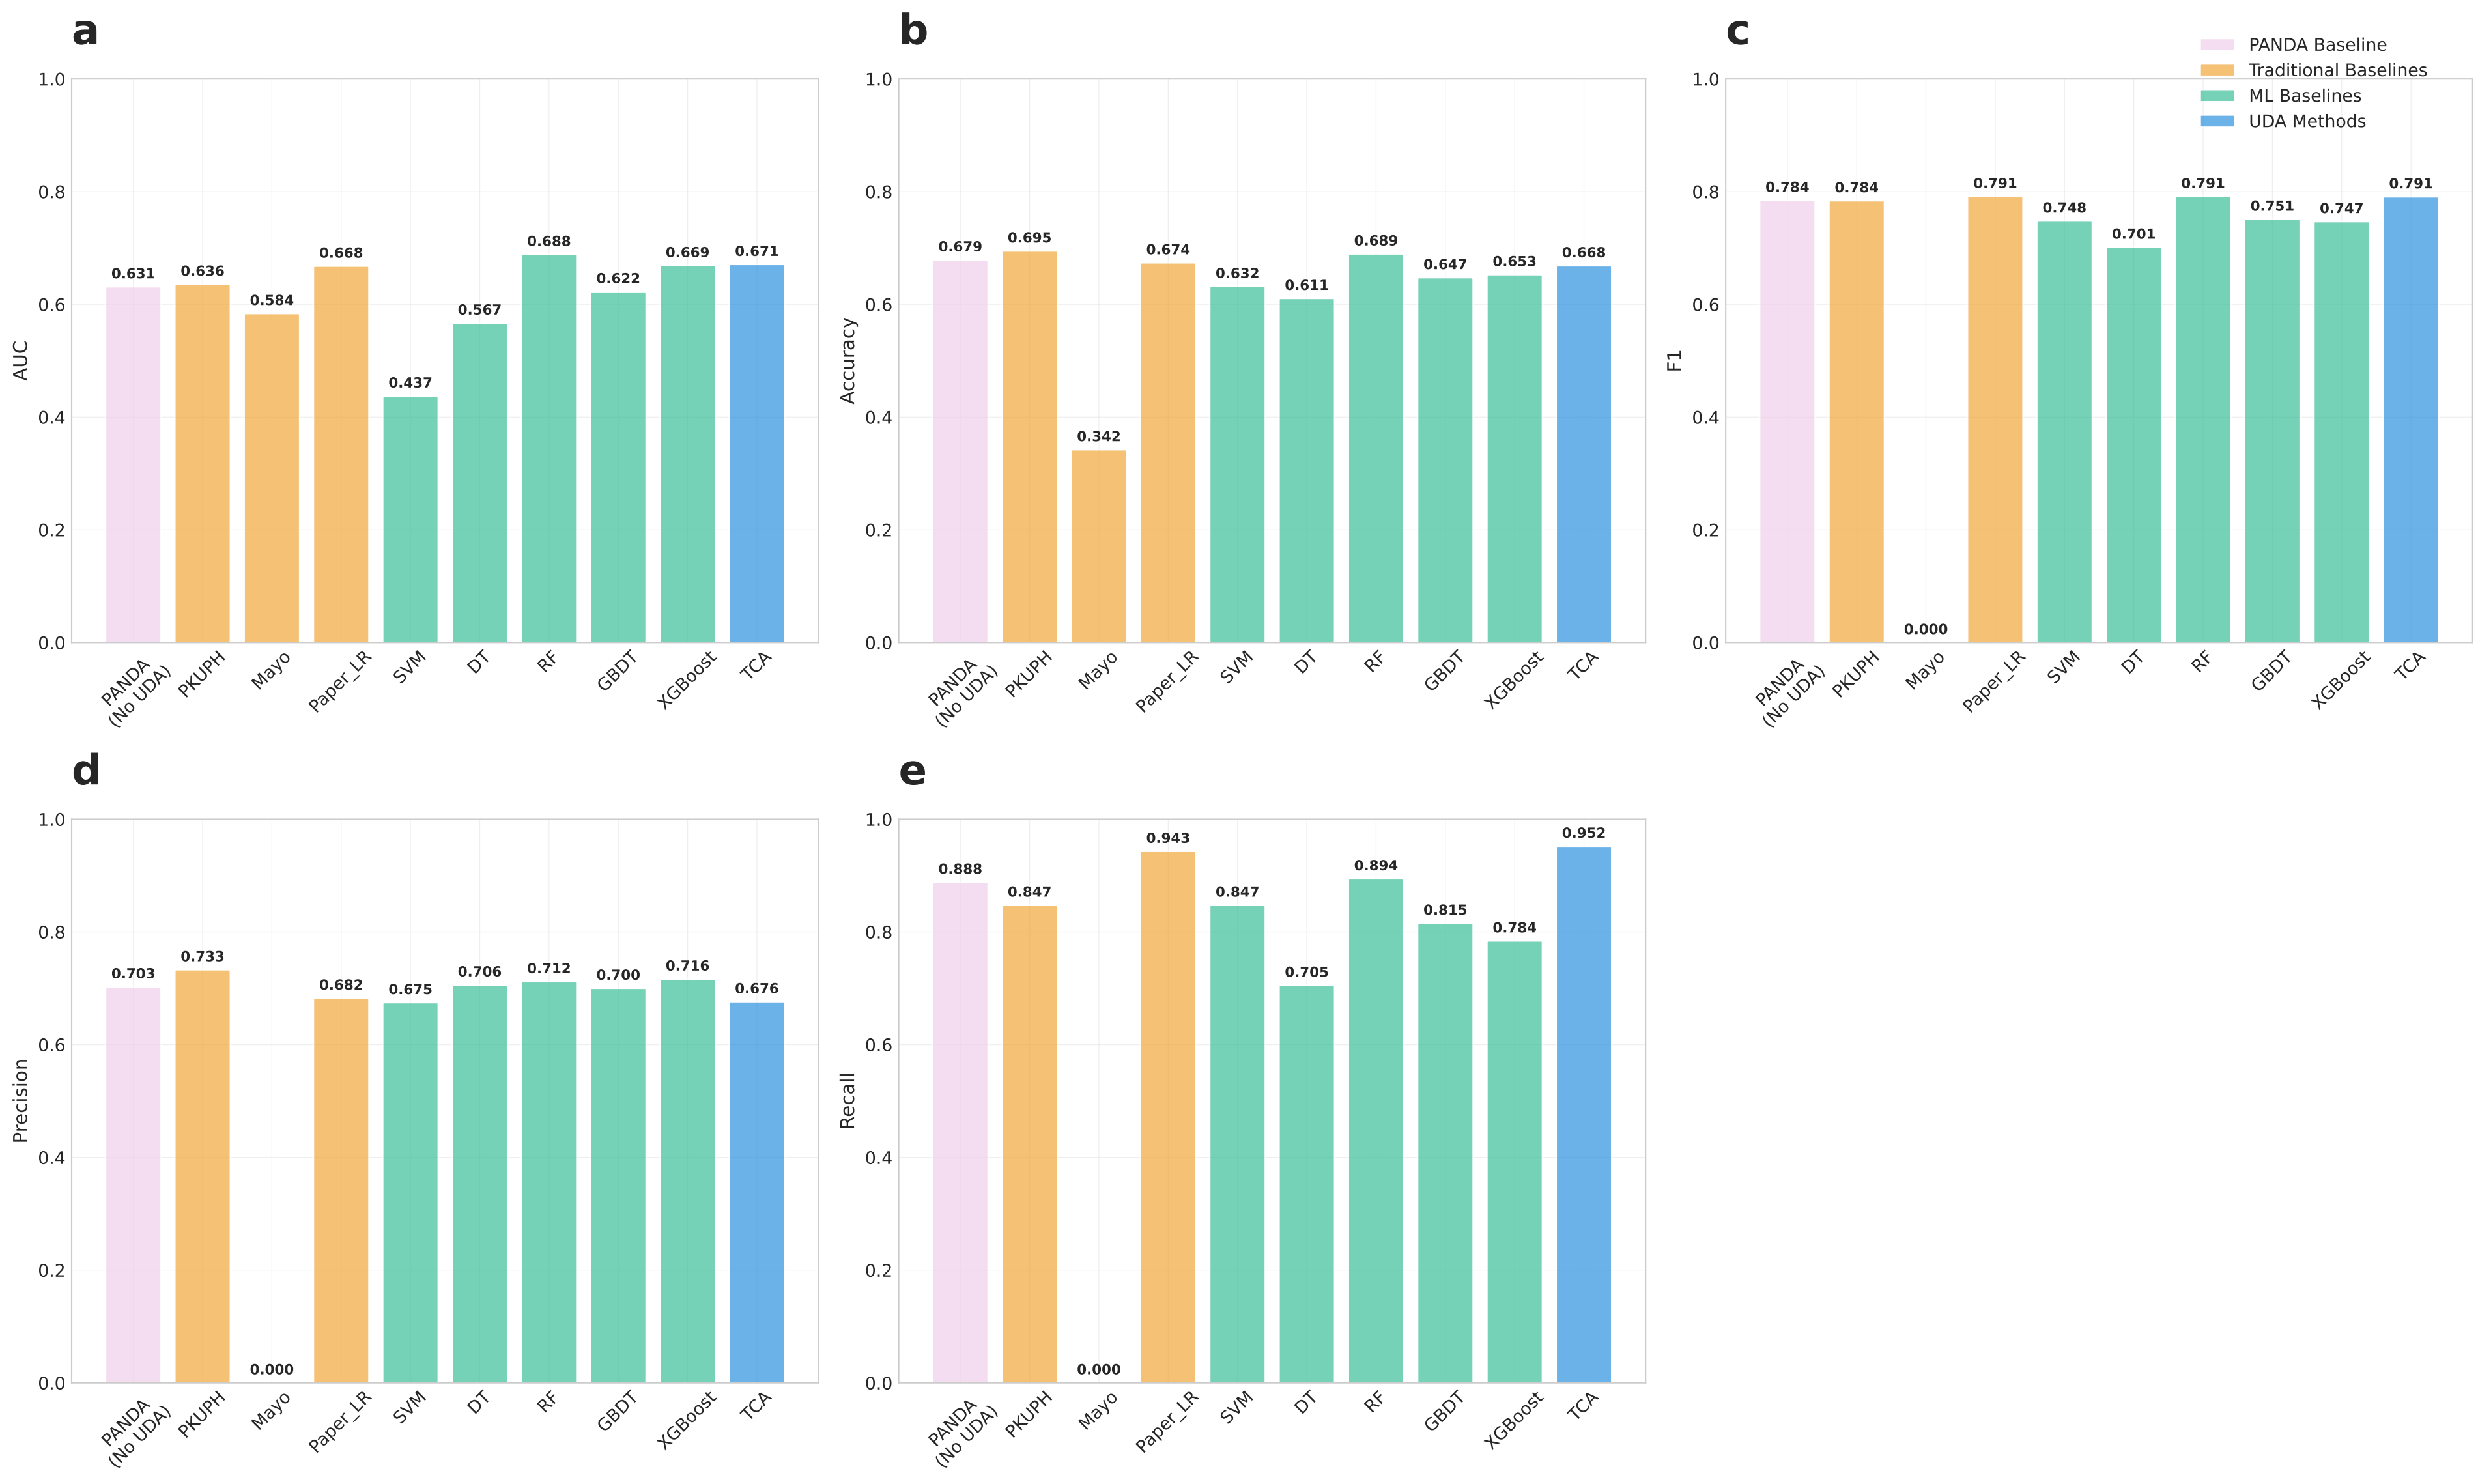 a
1.0
0.8
0.6
0.4
0.2
0.0
AUC
0.631
0.636
0.584
0.668
0.437
0.567
0.688
0.622
0.669
0.671
PANDA
(No UDA)
PKUPH
Mayo
Paper_LR
SVM
DT
RF
GBDT
XGBoost
TCA
b
1.0
0.8
0.6
0.4
0.2
0.0
Accuracy
0.679
0.695
0.342
0.674
0.632
0.611
0.689
0.647
0.653
0.668
PANDA
(No UDA)
PKUPH
Mayo
Paper_LR
SVM
DT
RF
GBDT
XGBoost
TCA
c
PANDA Baseline
Traditional Baselines
ML Baselines
UDA Methods
1.0
0.8
0.6
0.4
0.2
0.0
F1
0.784
0.784
0.000
0.791
0.748
0.701
0.791
0.751
0.747
0.791
PANDA
(No UDA)
PKUPH
Mayo
Paper_LR
SVM
DT
RF
GBDT
XGBoost
TCA
d
1.0
0.8
0.6
0.4
0.2
0.0
Precision
0.703
0.733
0.000
0.682
0.675
0.706
0.712
0.700
0.716
0.676
PANDA
(No UDA)
PKUPH
Mayo
Paper_LR
SVM
DT
RF
GBDT
XGBoost
TCA
e
1.0
0.8
0.6
0.4
0.2
0.0
Recall
0.888
0.847
0.000
0.943
0.847
0.705
0.894
0.815
0.784
0.952
PANDA
(No UDA)
PKUPH
Mayo
Paper_LR
SVM
DT
RF
GBDT
XGBoost
TCA